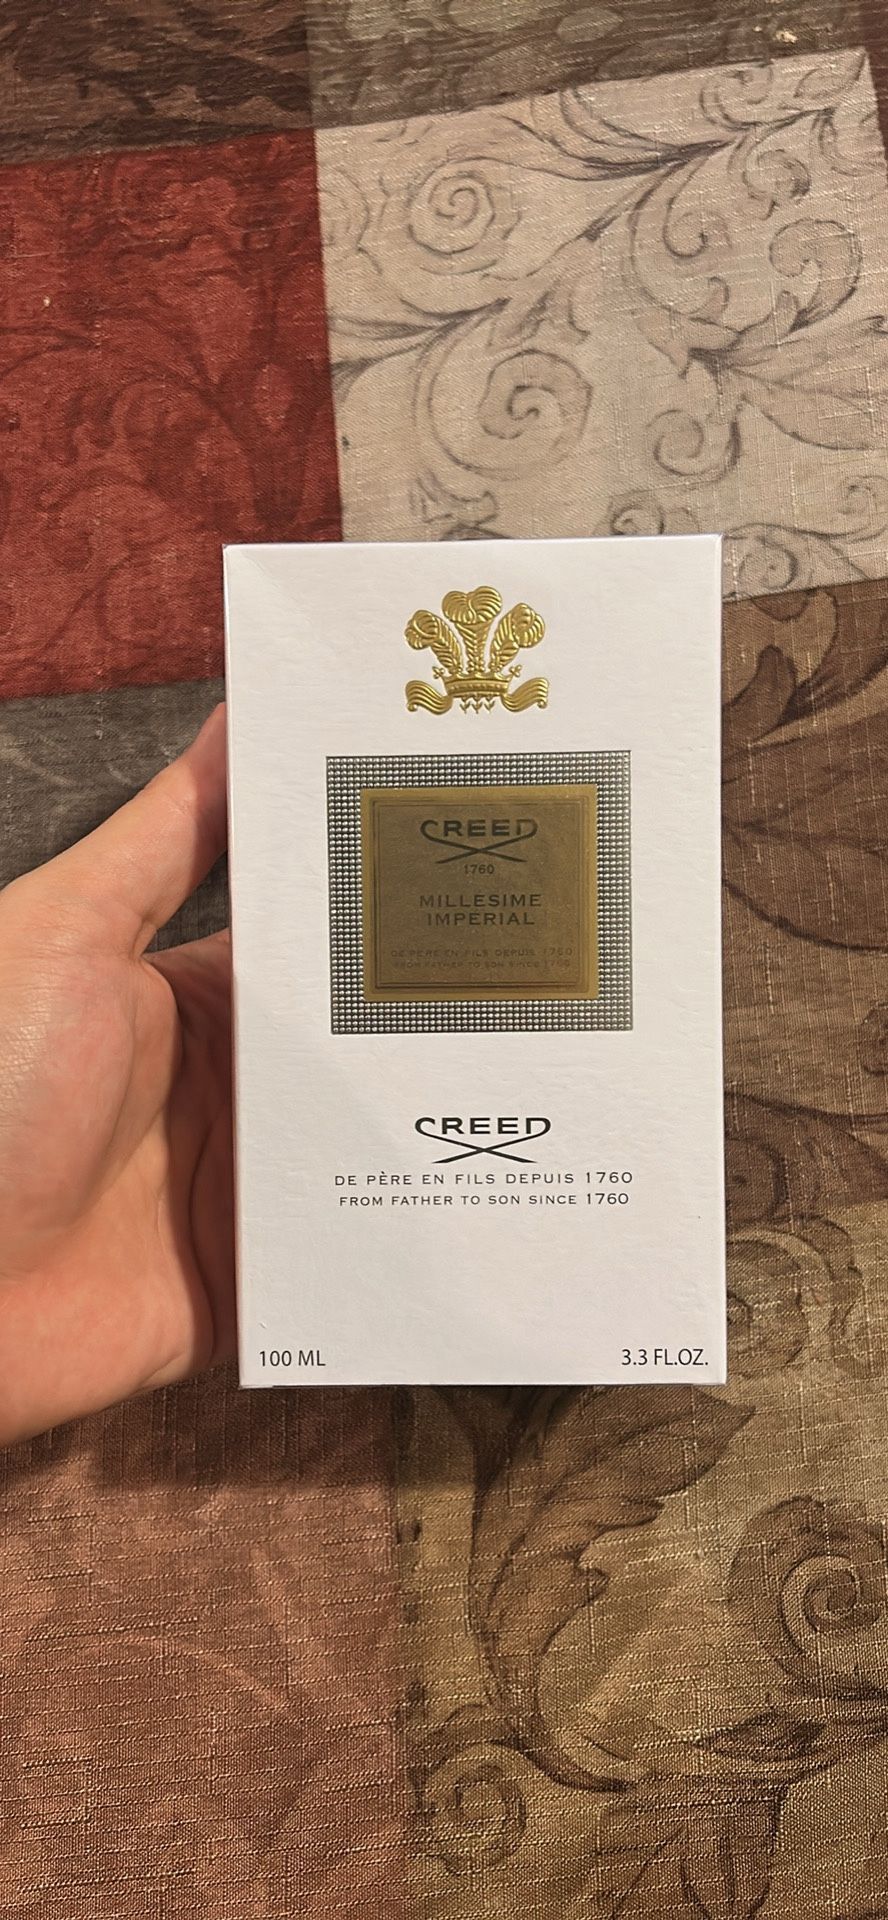 CREED
1760
MILLESIME
IMPERIAL
DE PERE EN FILS DEPUIS 1760
FROM FATHER TO SON SINCE 1760
CREED
DE PÈRE EN FILS DEPUIS 1760
FROM FATHER TO SON SINCE 1760
100 ML
3.3 FL.OZ.